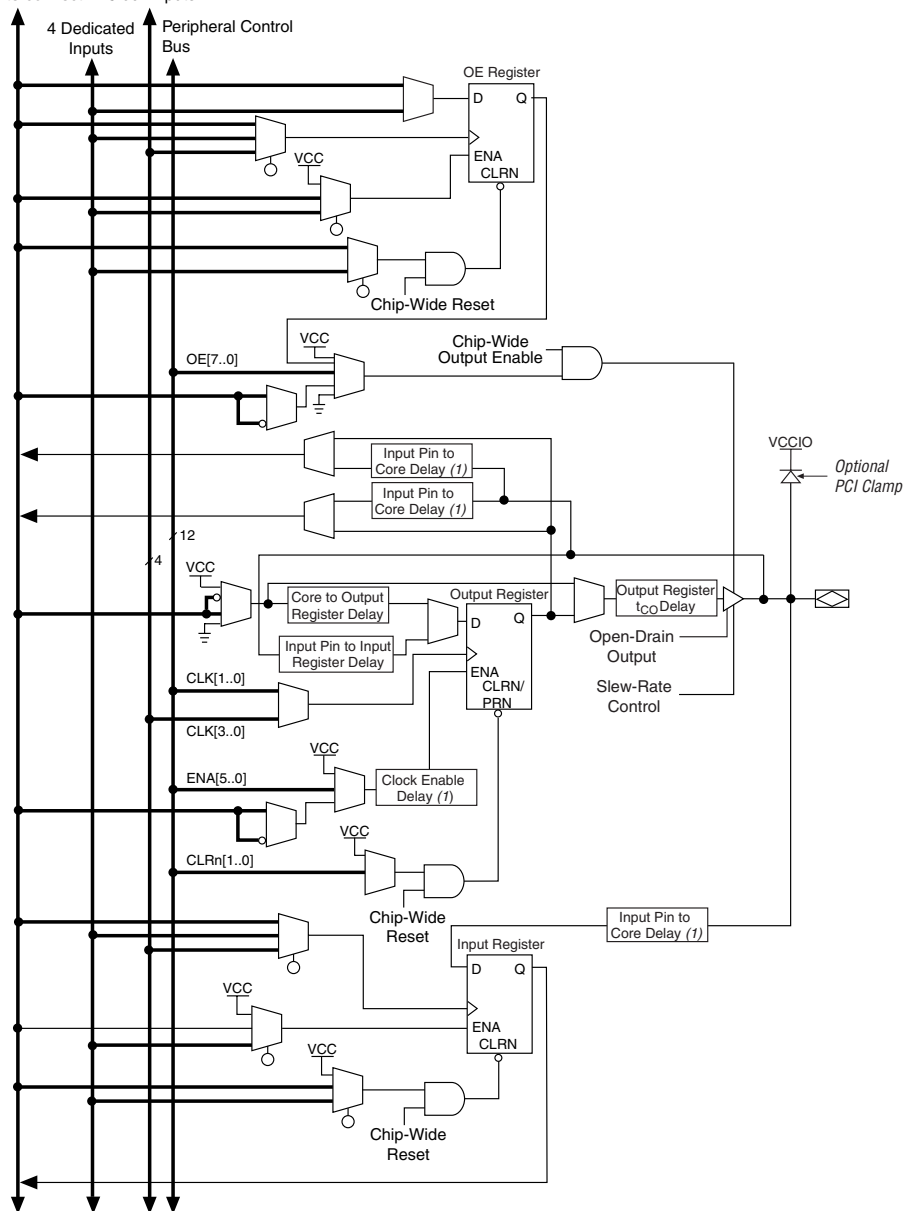 4 Dedicated
Inputs
Peripheral Control
Bus
OE Register
D Q
ENA
CLRN
VCC
Chip-Wide Reset
VCC
OE[7..0]
Chip-Wide
Output Enable
Input Pin to
Core Delay (1)
Input Pin to
Core Delay (1)
VCCIO
Optional
PCI Clamp
12
4
VCC
Core to Output
Register Delay
Input Pin to Input
Register Delay
Output Register
D Q
ENA
CLRN/
PRN
Output Register
tCO Delay
Open-Drain
Output
Slew-Rate
Control
CLK[1..0]
CLK[3..0]
VCC
ENA[5..0]
Clock Enable
Delay (1)
VCC
CLRn[1..0]
Chip-Wide
Reset
Input Pin to
Core Delay (1)
Input Register
D Q
ENA
CLRN
VCC
VCC
Chip-Wide
Reset